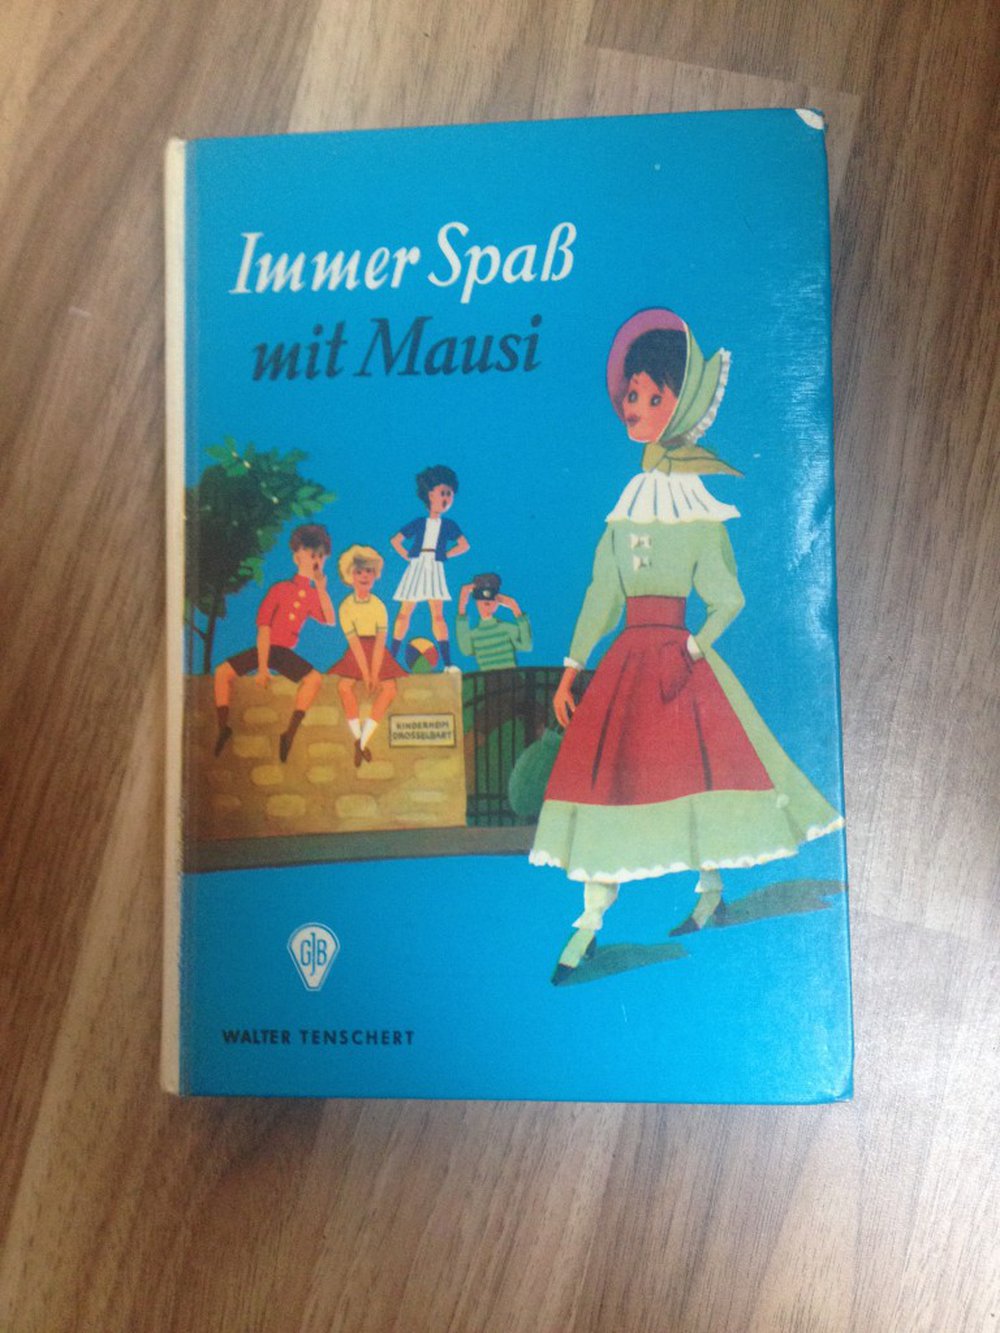 Immer Spaß
mit Mausi
KINDERHEIM
DROSSELBART
GJB
WALTER TENSCHERT